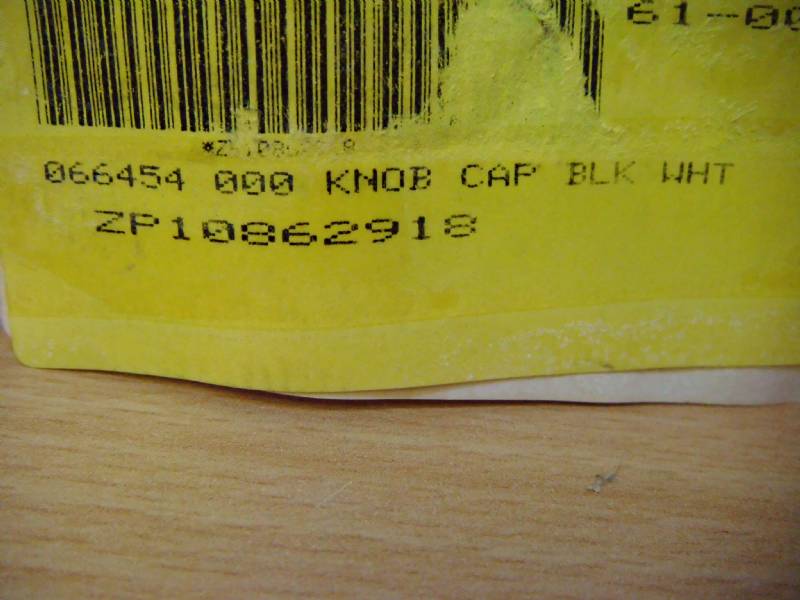 61-00
066454 000 KNOB CAP BLK WHT
ZP10862918